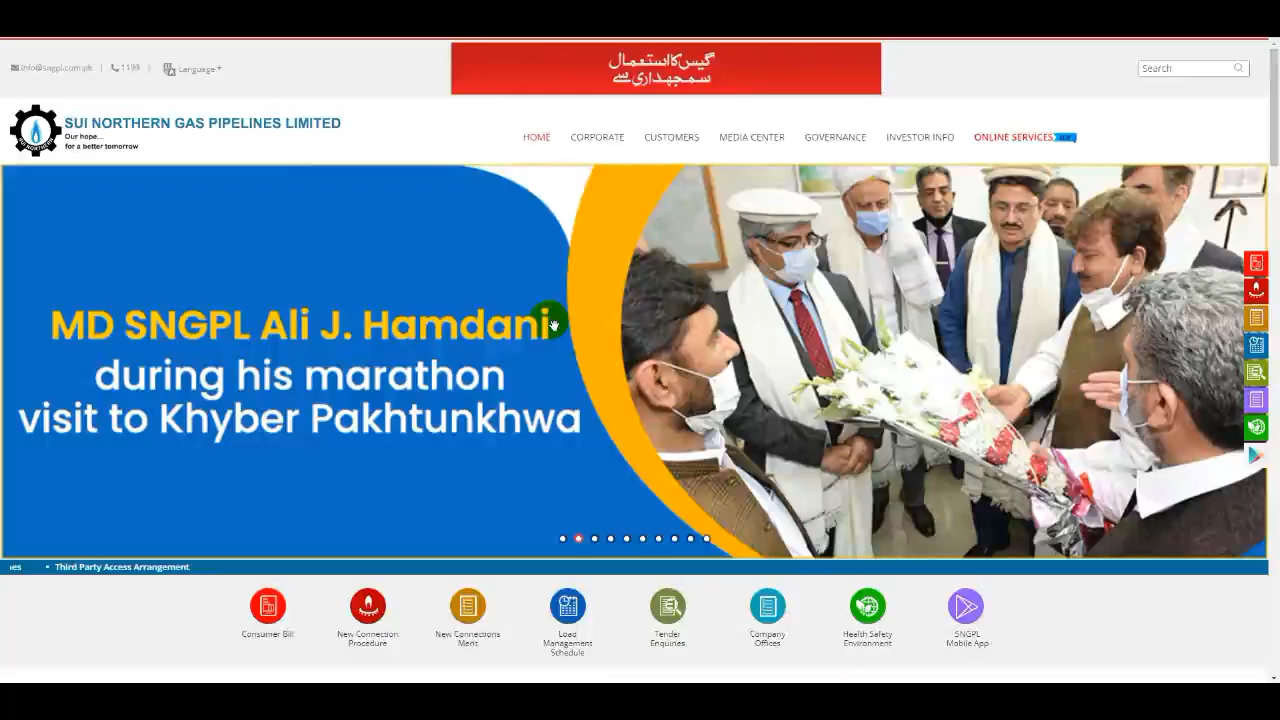 info@sngpl.com.pk | 1199 | Language
گیس کا استعمال
سمجھداری سے
Search
SUI NORTHERN GAS PIPELINES LIMITED
Our hope...
for a better tomorrow
HOME CORPORATE CUSTOMERS MEDIA CENTER GOVERNANCE INVESTOR INFO ONLINE SERVICES
MD SNGPL Ali J. Hamdani
during his marathon
visit to Khyber Pakhtunkhwa
es • Third Party Access Arrangement
Consumer Bill
New Connection
Procedure
New Connections
Merit
Load
Management
Schedule
Tender
Enquiries
Company
Offices
Health Safety
Environment
SNGPL
Mobile App